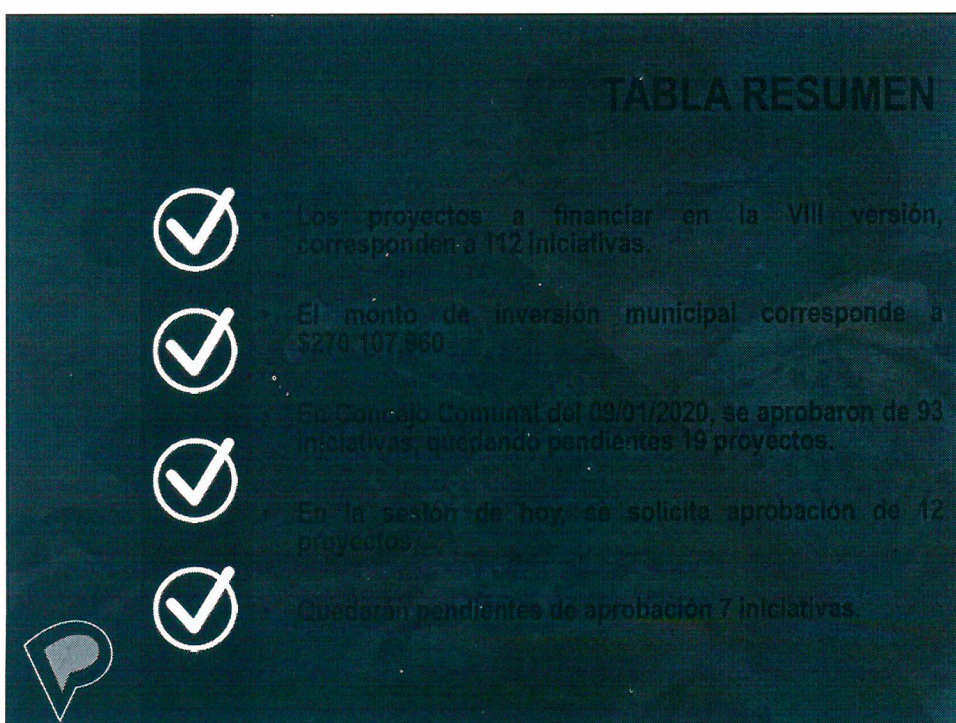 TABLA RESUMEN
• Los proyectos a financiar en la VIII versión,
corresponden a 112 iniciativas.
• El monto de inversión municipal corresponde a
$270.107.960
• En Concejo Comunal del 09/01/2020, se aprobaron de 93
iniciativas, quedando pendientes 19 proyectos.
• En la sesión de hoy, se solicita aprobación de 12
proyectos.
• Quedarán pendientes de aprobación 7 iniciativas.